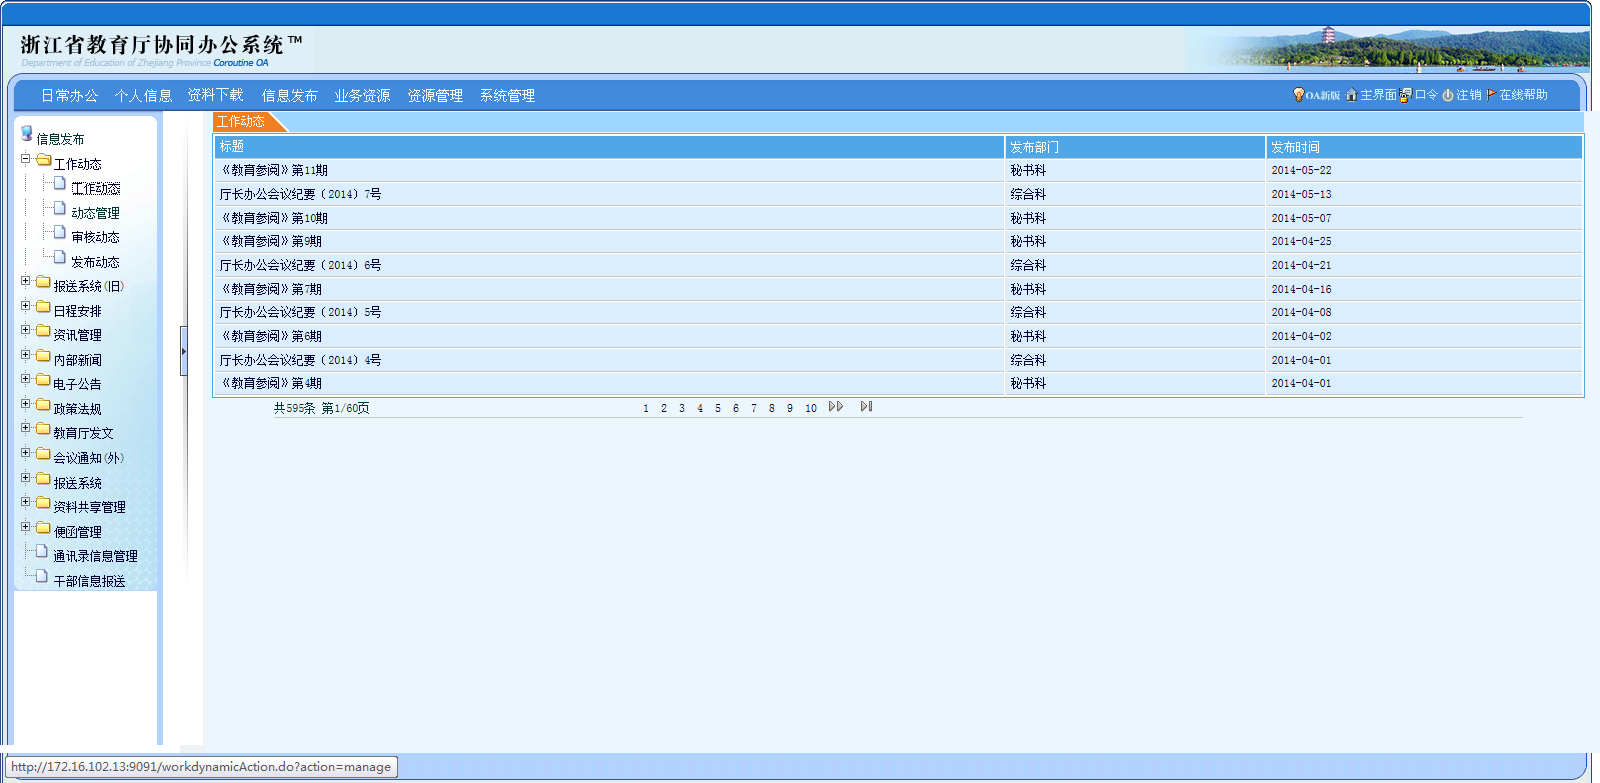 浙江省教育厅协同办公系统™
Department of Education of Zhejiang Province Coroutine OA
日常办公 个人信息 资料下载 信息发布 业务资源 资源管理 系统管理 OA新版 主界面 口令 注销 在线帮助
信息发布
工作动态
工作动态
动态管理
审核动态
发布动态
报送系统(旧)
日程安排
资讯管理
内部新闻
电子公告
政策法规
教育厅发文
会议通知(外)
报送系统
资料共享管理
便函管理
通讯录信息管理
干部信息报送
工作动态
标题 发布部门 发布时间
《教育参阅》第11期 秘书科 2014-05-22
厅长办公会议纪要（2014）7号 综合科 2014-05-13
《教育参阅》第10期 秘书科 2014-05-07
《教育参阅》第9期 秘书科 2014-04-25
厅长办公会议纪要（2014）6号 综合科 2014-04-21
《教育参阅》第7期 秘书科 2014-04-16
厅长办公会议纪要（2014）5号 综合科 2014-04-08
《教育参阅》第6期 秘书科 2014-04-02
厅长办公会议纪要（2014）4号 综合科 2014-04-01
《教育参阅》第4期 秘书科 2014-04-01
共595条 第1/60页 1 2 3 4 5 6 7 8 9 10
http://172.16.102.13:9091/workdynamicAction.do?action=manage